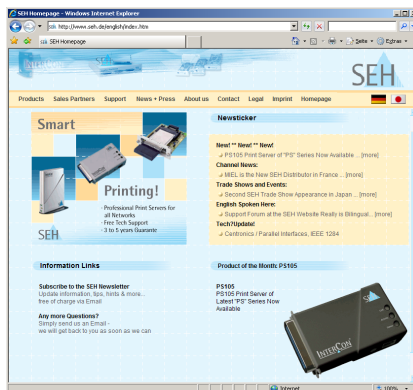 SEH Homepage - Windows Internet Explorer
http://www.seh.de/english/index.htm
SEH Homepage
Seite
Extras
SEH
Products Sales Partners Support News + Press About us Contact Legal Imprint Homepage
Smart
Printing!
- Professional Print Servers for
all Networks
- Free Tech Support
- 3 to 5 years Guarantee
SEH
Newsticker
New! ** New! ** New!
PS105 Print Server of "PS" Series Now Available ... [more]
Channel News:
MIEL is the New SEH Distributor in France ... [more]
Trade Shows and Events:
Second SEH Trade Show Appearance in Japan ... [more]
English Spoken Here:
Support Forum at the SEH Website Really is Bilingual... [more]
Tech?Update!
Centronics / Parallel Interfaces, IEEE 1284
Information Links
Subscribe to the SEH Newsletter
Update information, tips, hints & more...
free of charge via Email
Any more Questions?
Simply send us an Email -
we will get back to you as soon as we can
Product of the Month: PS105
PS105
PS105 Print Server of
Latest "PS" Series Now
Available
SEH
INTERCON
Internet
100%